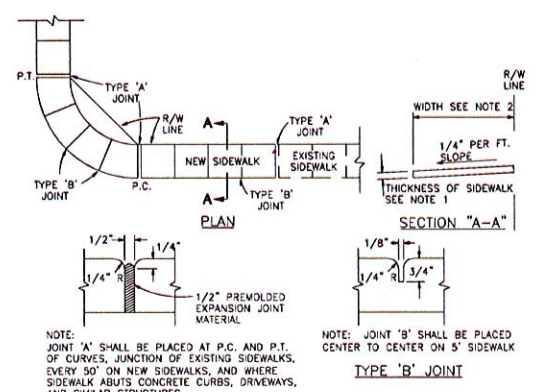 P.T.
TYPE 'A'
JOINT
R/W
LINE
A
TYPE 'A'
JOINT
NEW SIDEWALK
EXISTING
SIDEWALK
TYPE 'B'
JOINT
P.C.
A
TYPE 'B'
JOINT
PLAN
R/W
LINE
WIDTH SEE NOTE 2
1/4" PER FT.
SLOPE
THICKNESS OF SIDEWALK
SEE NOTE 1
SECTION "A-A"
1/2"
1/4"
1/4" R
1/2" PREMOLDED
EXPANSION JOINT
MATERIAL
NOTE:
JOINT 'A' SHALL BE PLACED AT P.C. AND P.T.
OF CURVES, JUNCTION OF EXISTING SIDEWALKS,
EVERY 50' ON NEW SIDEWALKS, AND WHERE
SIDEWALK ABUTS CONCRETE CURBS, DRIVEWAYS,
1/8"
1/4" R
3/4"
NOTE: JOINT 'B' SHALL BE PLACED
CENTER TO CENTER ON 5' SIDEWALK
TYPE 'B' JOINT